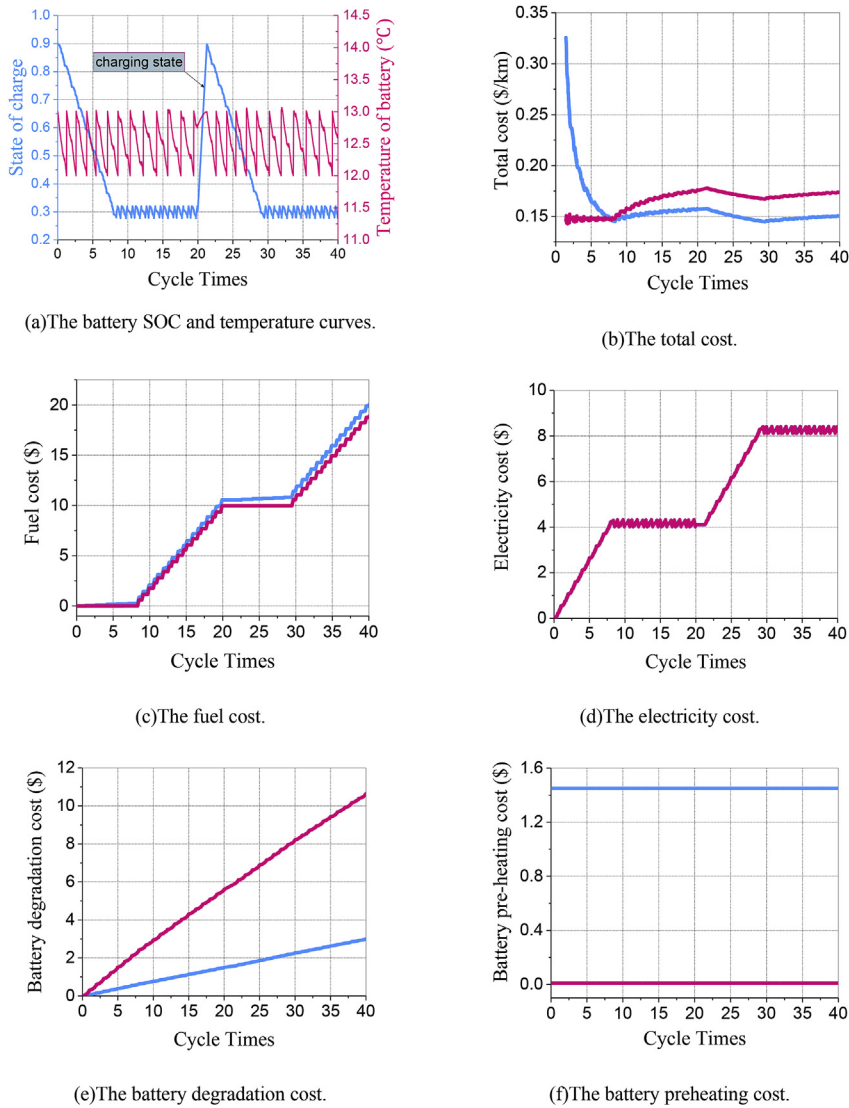 1.0
0.9
0.8
0.7
0.6
0.5
0.4
0.3
0.2
State of charge
charging state
14.5
14.0
13.5
13.0
12.5
12.0
11.5
11.0
Temperature of battery (℃)
0 5 10 15 20 25 30 35 40
Cycle Times
(a)The battery SOC and temperature curves.
0.35
0.30
0.25
0.20
0.15
Total cost ($/km)
0 5 10 15 20 25 30 35 40
Cycle Times
(b)The total cost.
20
15
10
5
0
Fuel cost ($)
0 5 10 15 20 25 30 35 40
Cycle Times
(c)The fuel cost.
10
8
6
4
2
0
Electricity cost ($)
0 5 10 15 20 25 30 35 40
Cycle Times
(d)The electricity cost.
12
10
8
6
4
2
0
Battery degradation cost ($)
0 5 10 15 20 25 30 35 40
Cycle Times
(e)The battery degradation cost.
1.6
1.2
0.8
0.4
0.0
Battery pre-heating cost ($)
0 5 10 15 20 25 30 35 40
Cycle Times
(f)The battery preheating cost.